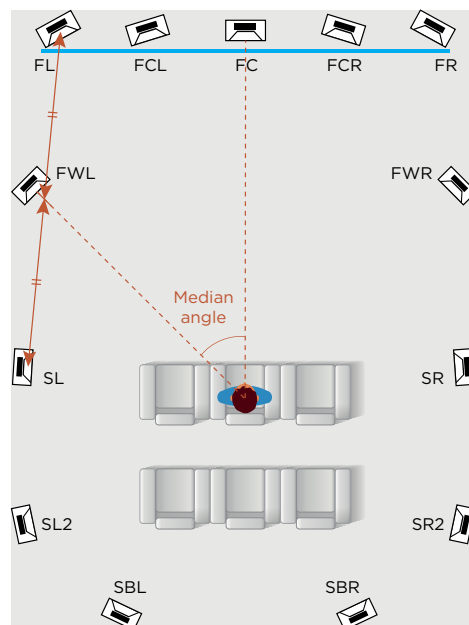 FL
FCL
FC
FCR
FR
FWL
FWR
Median
angle
SL
SR
SL2
SR2
SBL
SBR